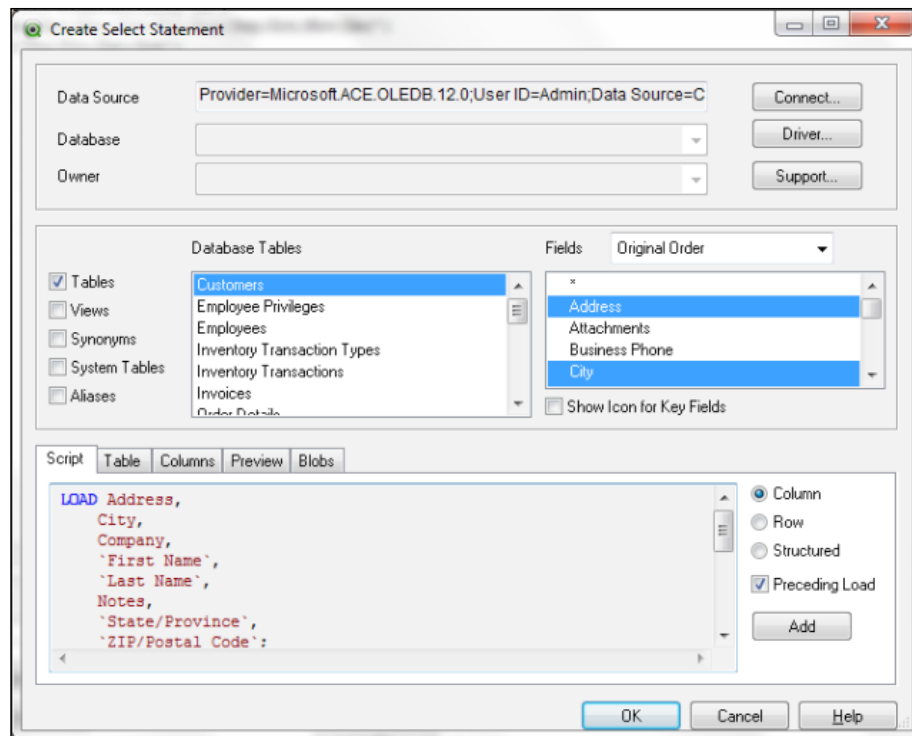 Create Select Statement
Data Source Provider=Microsoft.ACE.OLEDB.12.0;User ID=Admin;Data Source=C Connect...
Database Driver...
Owner Support...
Database Tables Fields Original Order
Tables
Views
Synonyms
System Tables
Aliases
Customers
Employee Privileges
Employees
Inventory Transaction Types
Inventory Transactions
Invoices
Order Details
*
Address
Attachments
Business Phone
City
Show Icon for Key Fields
Script Table Columns Preview Blobs
LOAD Address,
City,
Company,
`First Name`,
`Last Name`,
Notes,
`State/Province`,
`ZIP/Postal Code`;
Column
Row
Structured
Preceding Load
Add
OK Cancel Help